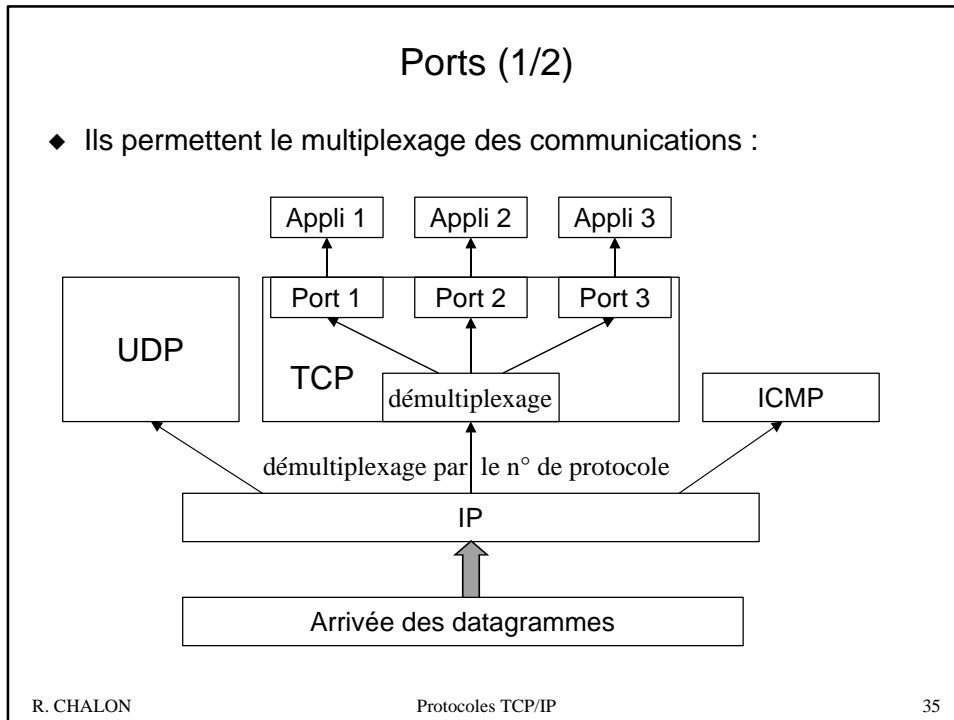 Ports (1/2)
◆ Ils permettent le multiplexage des communications :
Appli 1 Appli 2 Appli 3
Port 1 Port 2 Port 3
UDP
TCP
démultiplexage
ICMP
démultiplexage par le n° de protocole
IP
Arrivée des datagrammes
R. CHALON Protocoles TCP/IP 35